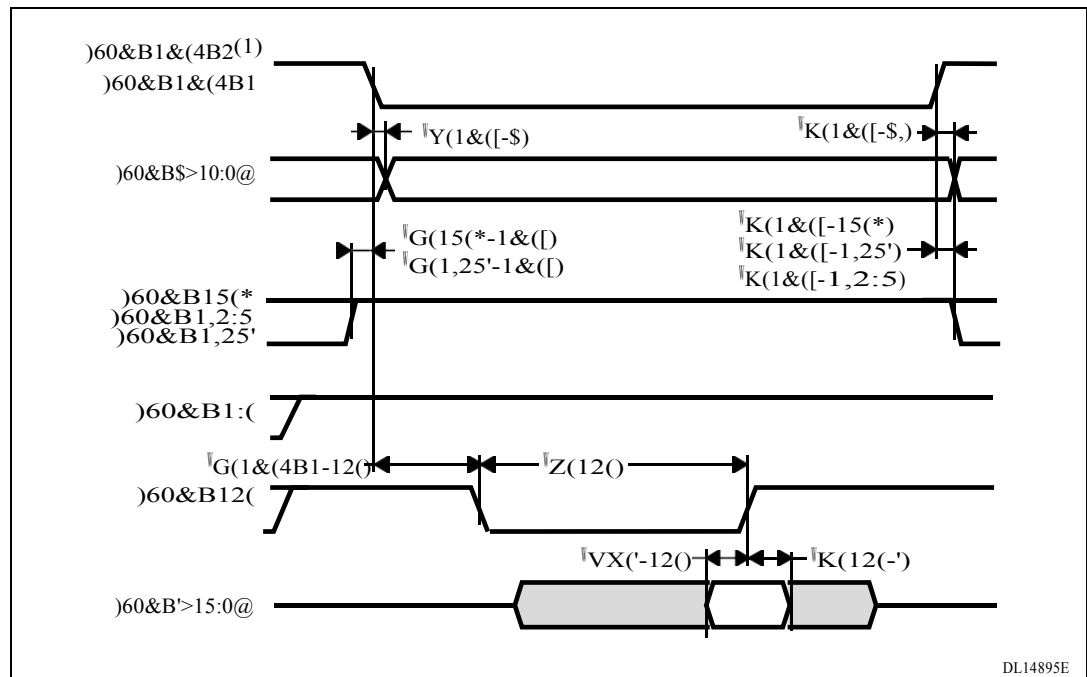 )60&B1&(4B2(1)
)60&B1&(4B1
Y(1&([-$)
K(1&([-$,)
)60&B$>10:0@
G(15(*-1&([)
G(1,25'-1&([)
K(1&([-15(*)
K(1&([-1,25')
K(1&([-1,2:5)
)60&B15(*
)60&B1,2:5
)60&B1,25'
)60&B1:(
G(1&(4B1-12()
Z(12()
)60&B12(
VX('-12()
K(12(-')
)60&B'>15:0@
DL14895E